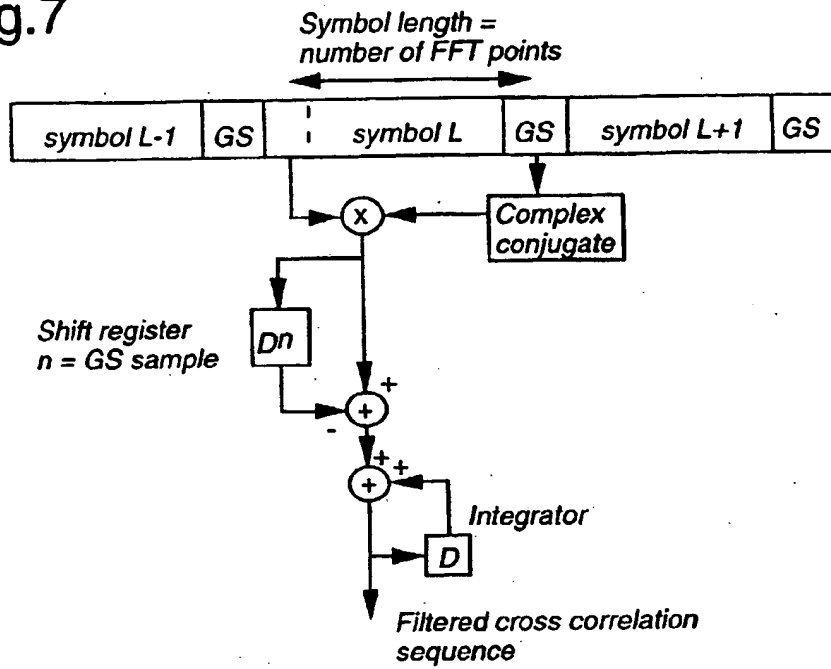 g.7
Symbol length =
number of FFT points
symbol L-1 GS symbol L GS symbol L+1 GS
X
Complex
conjugate
Shift register
n = GS sample
Dn
+
+
-
+ +
+
Integrator
D
Filtered cross correlation
sequence